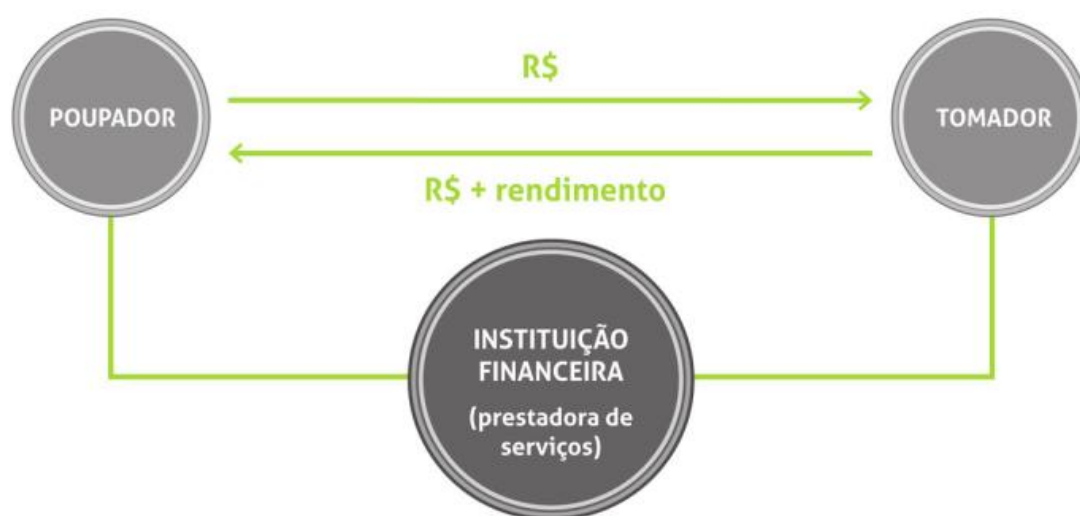 R$
POUPADOR
TOMADOR
R$ + rendimento
INSTITUIÇÃO
FINANCEIRA
(prestadora de
serviços)